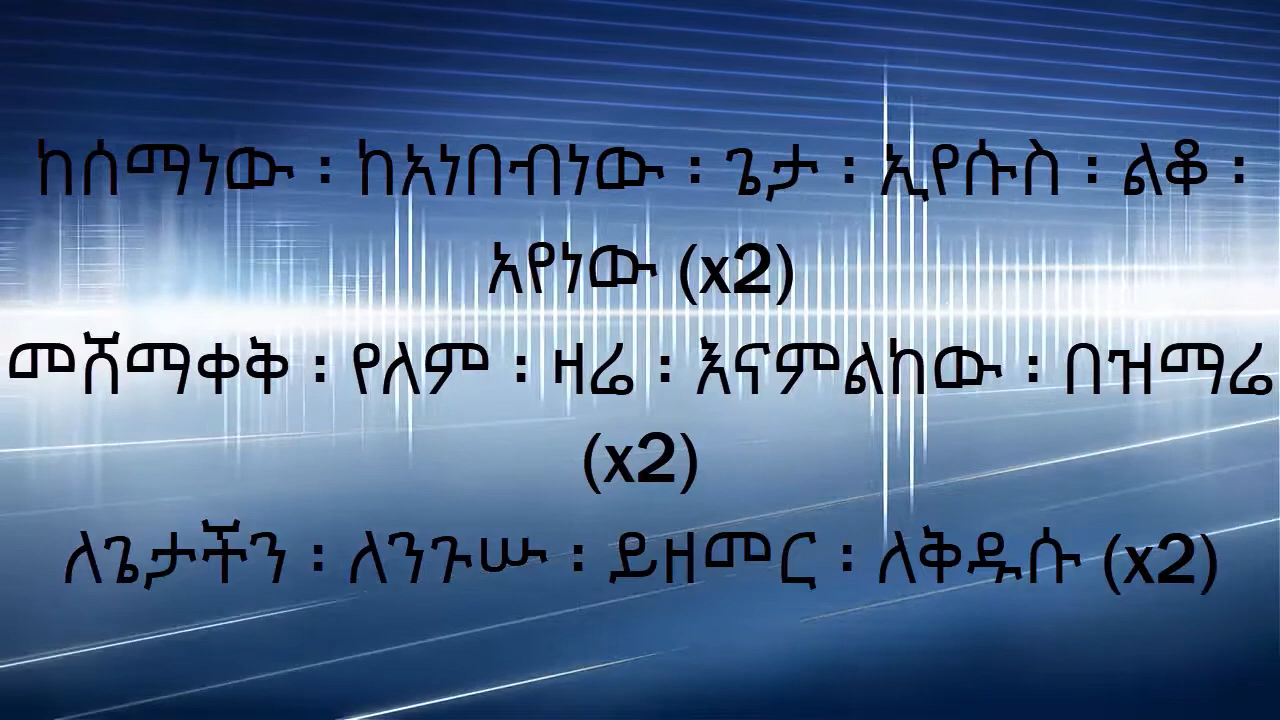 ከሰማነው ፡ ከአነበብነው ፡ ጌታ ፡ ኢየሱስ ፡ ልቆ ፡
አየነው (x2)
መሸማቀቅ ፡ የለም ፡ ዛሬ ፡ እናምልከው ፡ በዝማሬ
(x2)
ለጌታችን ፡ ለንጉሡ ፡ ይዘመር ፡ ለቅዱሱ (x2)